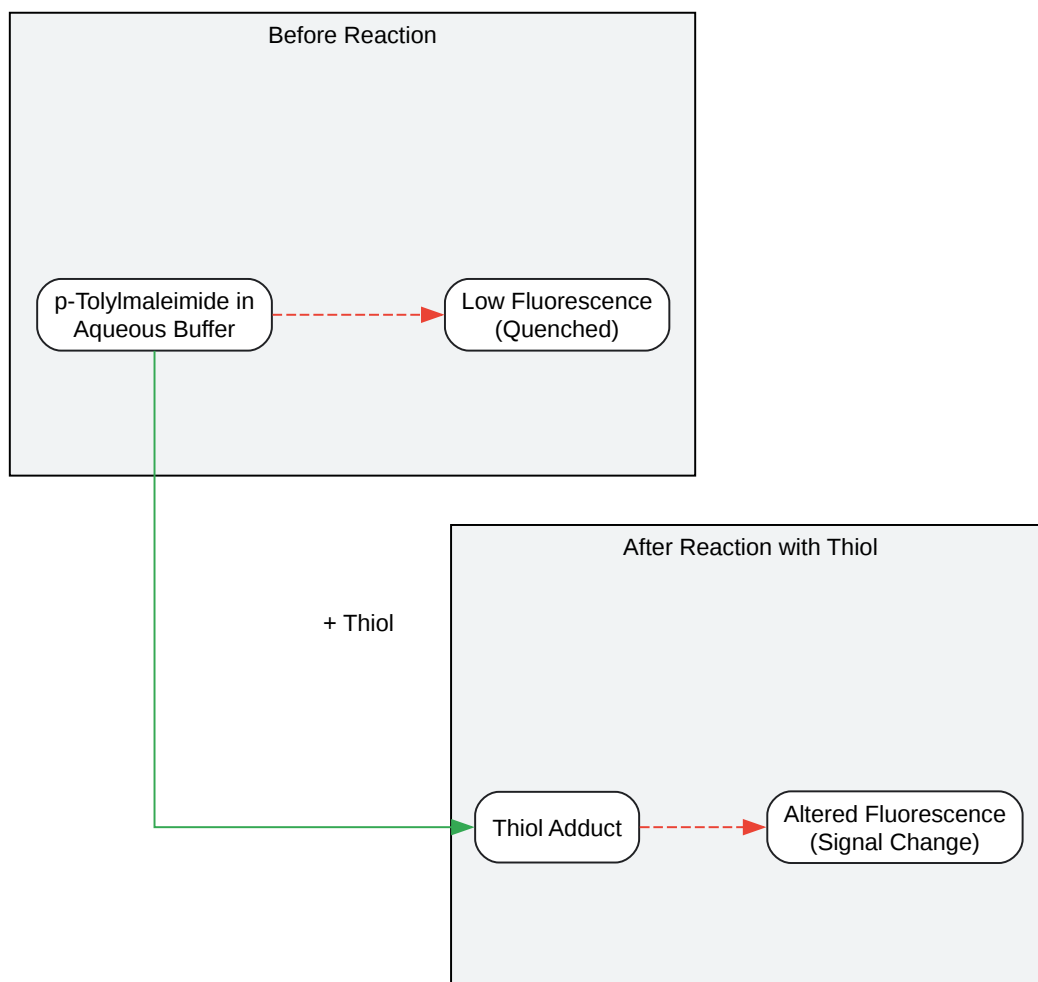 Before Reaction
p-Tolylmaleimide in
Aqueous Buffer
Low Fluorescence
(Quenched)
+ Thiol
After Reaction with Thiol
Thiol Adduct
Altered Fluorescence
(Signal Change)